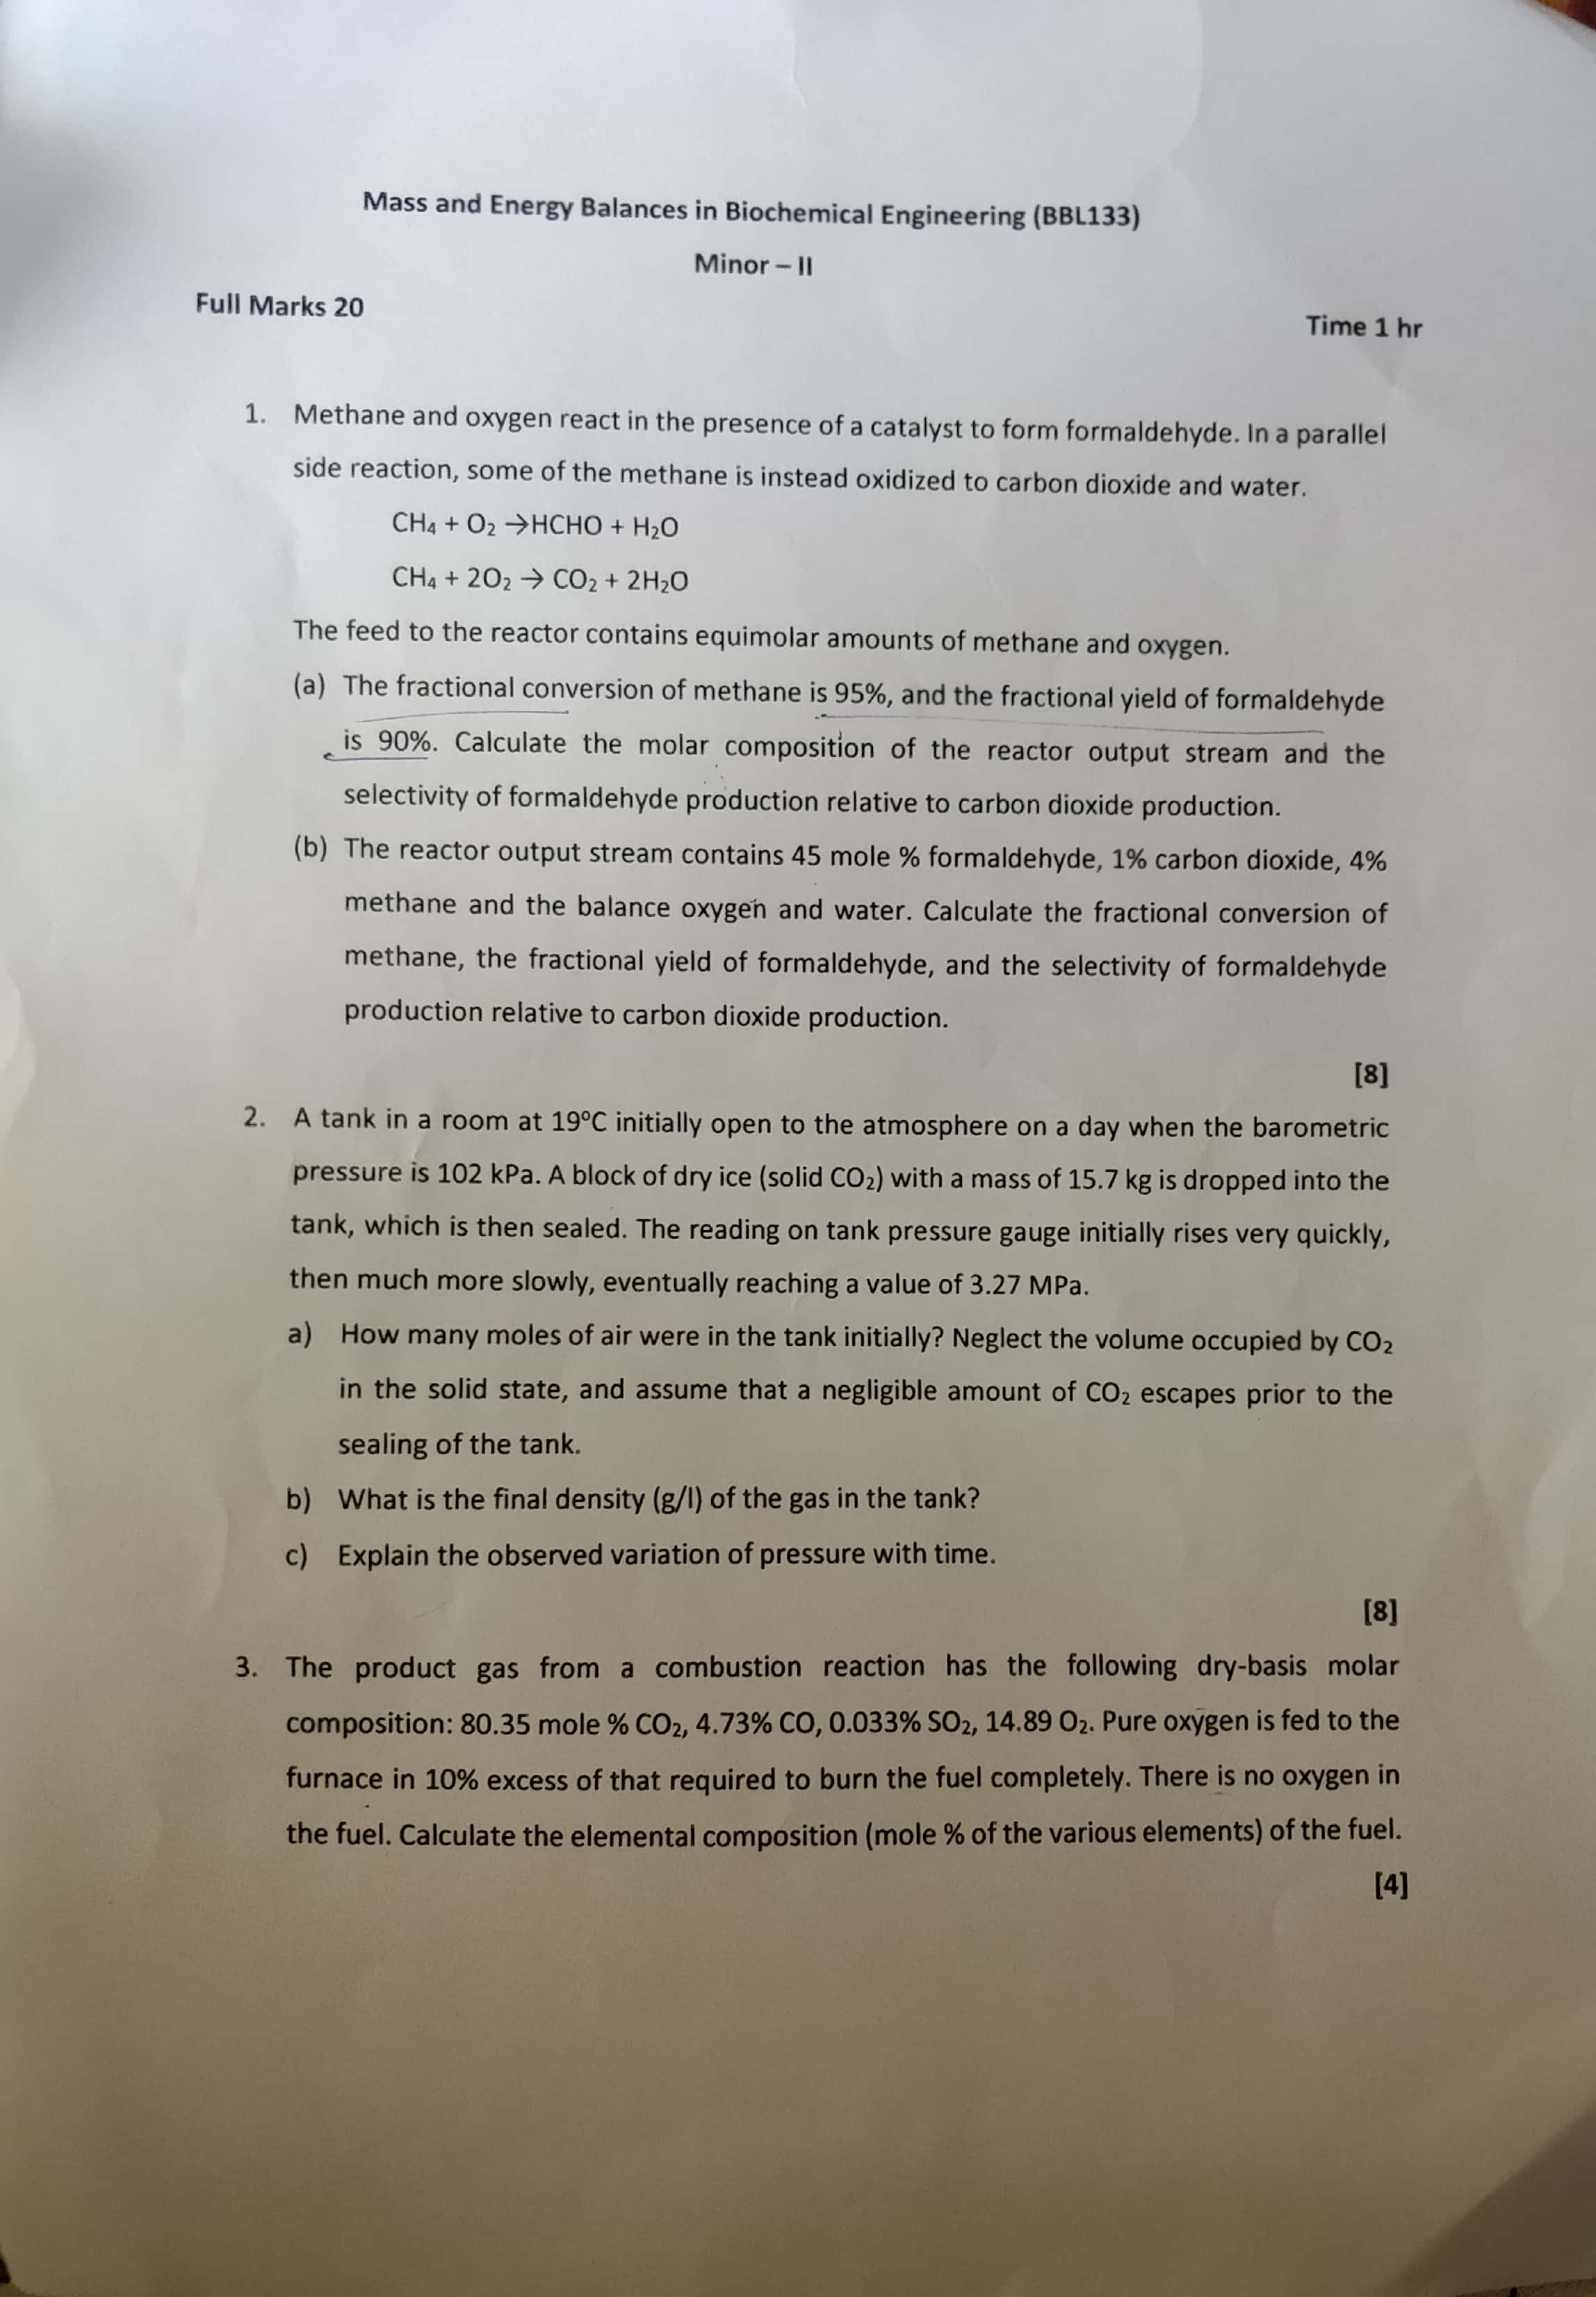 Mass and Energy Balances in Biochemical Engineering (BBL133)
Minor – II
Full Marks 20
Time 1 hr
1. Methane and oxygen react in the presence of a catalyst to form formaldehyde. In a parallel
side reaction, some of the methane is instead oxidized to carbon dioxide and water.
CH₄ + O₂ →HCHO + H₂O
CH₄ + 2O₂ → CO₂ + 2H₂O
The feed to the reactor contains equimolar amounts of methane and oxygen.
(a) The fractional conversion of methane is 95%, and the fractional yield of formaldehyde
is 90%. Calculate the molar composition of the reactor output stream and the
selectivity of formaldehyde production relative to carbon dioxide production.
(b) The reactor output stream contains 45 mole % formaldehyde, 1% carbon dioxide, 4%
methane and the balance oxygen and water. Calculate the fractional conversion of
methane, the fractional yield of formaldehyde, and the selectivity of formaldehyde
production relative to carbon dioxide production.
[8]
2. A tank in a room at 19°C initially open to the atmosphere on a day when the barometric
pressure is 102 kPa. A block of dry ice (solid CO₂) with a mass of 15.7 kg is dropped into the
tank, which is then sealed. The reading on tank pressure gauge initially rises very quickly,
then much more slowly, eventually reaching a value of 3.27 MPa.
a) How many moles of air were in the tank initially? Neglect the volume occupied by CO₂
in the solid state, and assume that a negligible amount of CO₂ escapes prior to the
sealing of the tank.
b) What is the final density (g/l) of the gas in the tank?
c) Explain the observed variation of pressure with time.
[8]
3. The product gas from a combustion reaction has the following dry-basis molar
composition: 80.35 mole % CO₂, 4.73% CO, 0.033% SO₂, 14.89 O₂. Pure oxygen is fed to the
furnace in 10% excess of that required to burn the fuel completely. There is no oxygen in
the fuel. Calculate the elemental composition (mole % of the various elements) of the fuel.
[4]